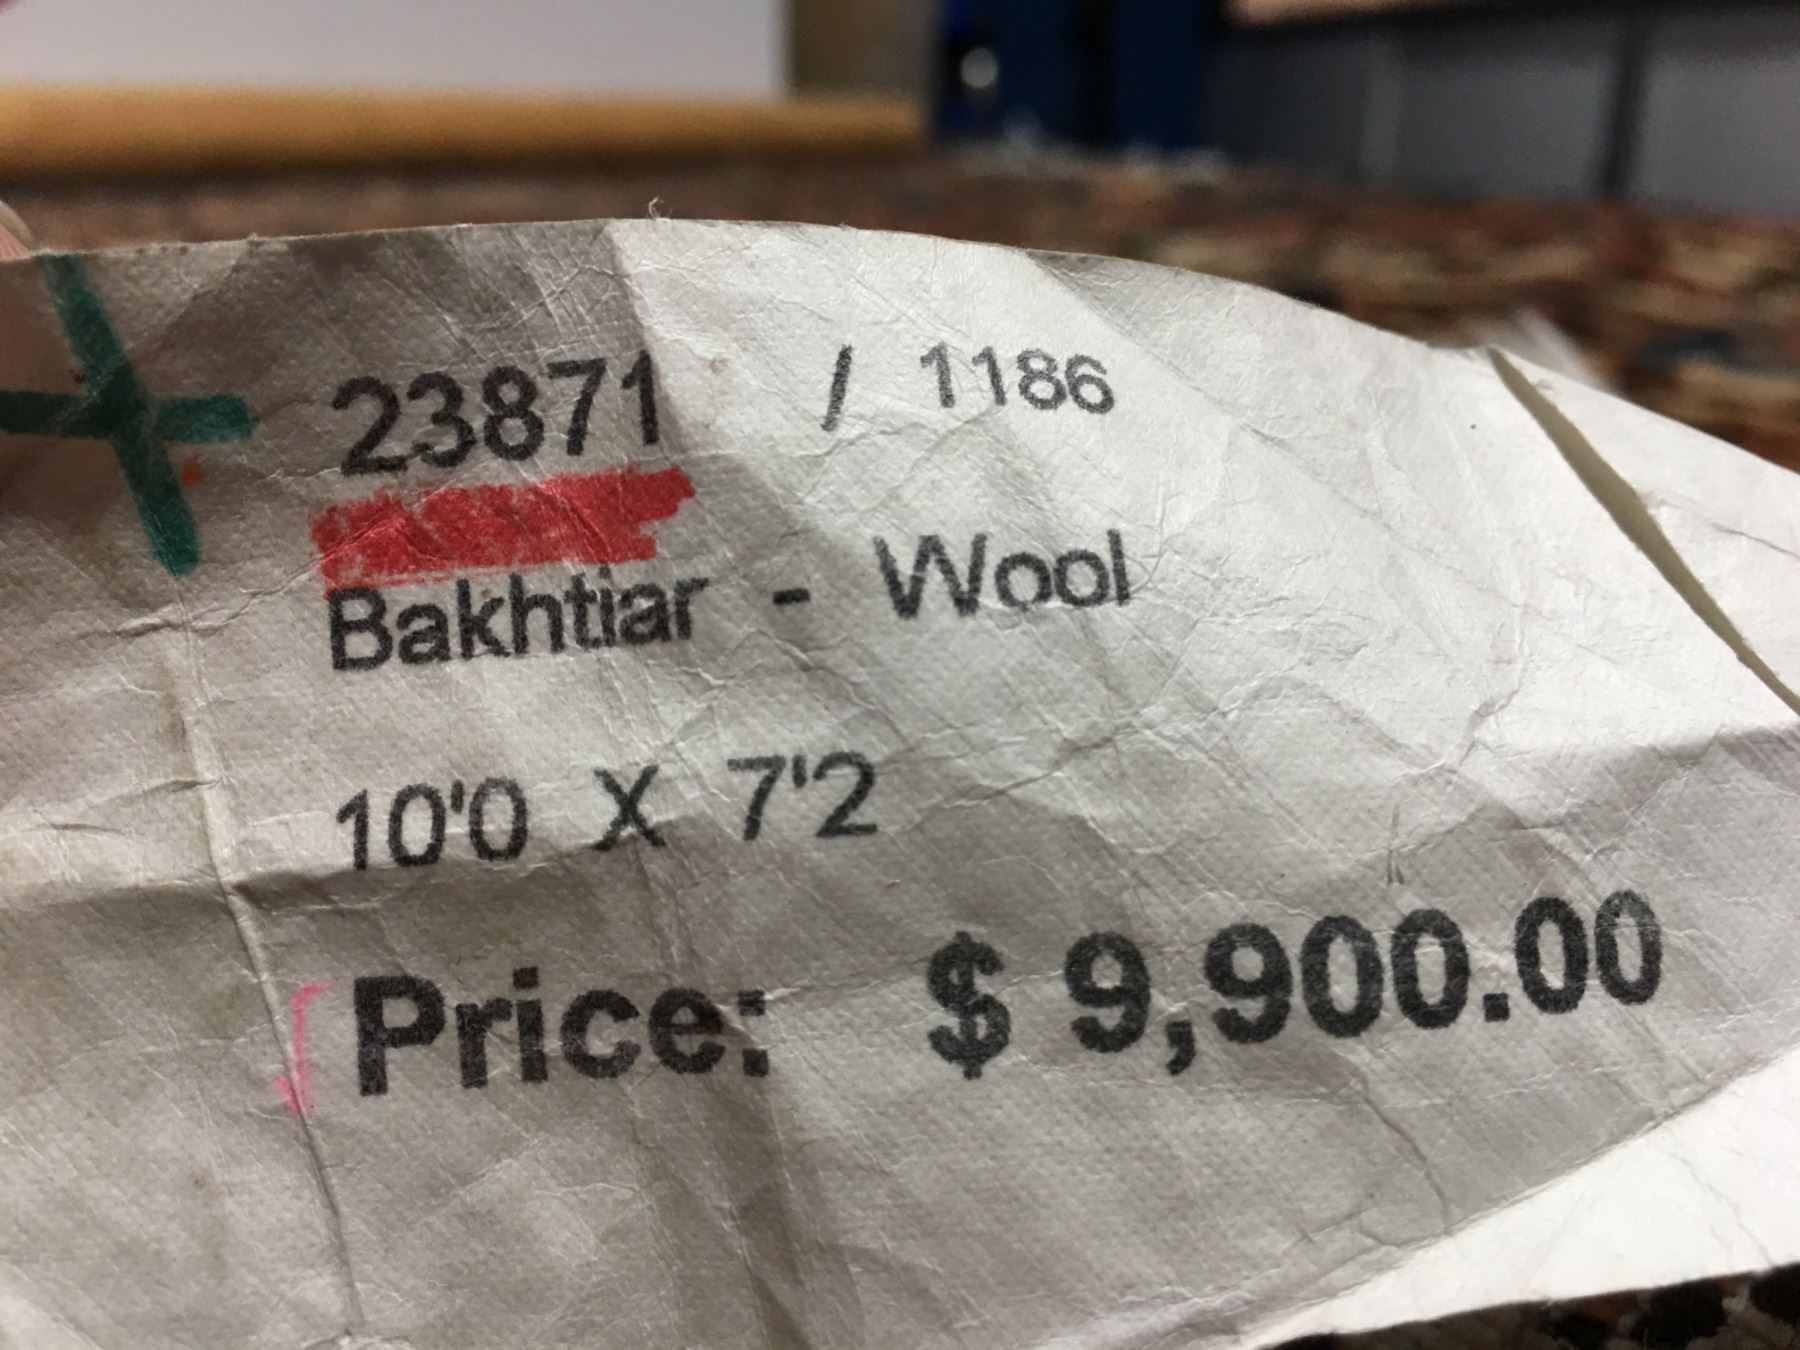 23871 / 1186
Bakhtiar - Wool
10'0 X 7'2
Price: $ 9,900.00